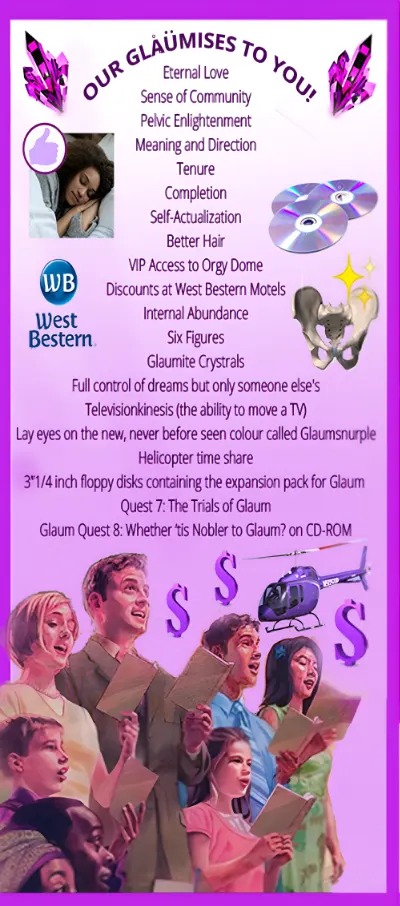 OUR GLÅÜMISES TO YOU!
Eternal Love
Sense of Community
Pelvic Enlightenment
Meaning and Direction
Tenure
Completion
Self-Actualization
Better Hair
VIP Access to Orgy Dome
Discounts at West Bestern Motels
Internal Abundance
Six Figures
Glaumite Crystals
Full control of dreams but only someone else's
Televisionkinesis (the ability to move a TV)
Lay eyes on the new, never before seen colour called Glaumsnurple
Helicopter time share
3"1/4 inch floppy disks containing the expansion pack for Glaum
Quest 7: The Trials of Glaum
Glaum Quest 8: Whether 'tis Nobler to Glaum? on CD-ROM
WB
West
Bestern
$
$
$